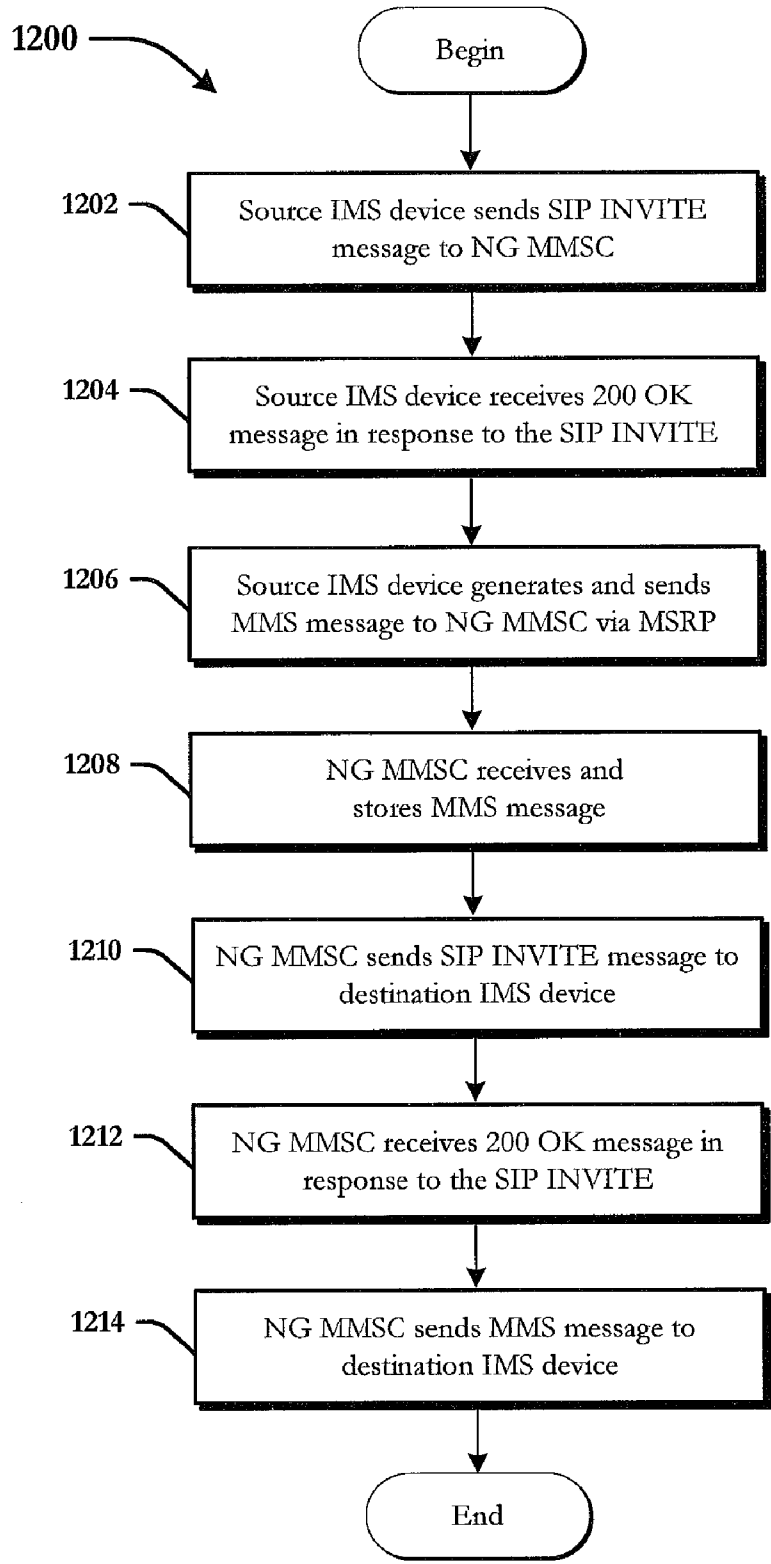 1200
Begin
1202
Source IMS device sends SIP INVITE
message to NG MMSC
1204
Source IMS device receives 200 OK
message in response to the SIP INVITE
1206
Source IMS device generates and sends
MMS message to NG MMSC via MSRP
1208
NG MMSC receives and
stores MMS message
1210
NG MMSC sends SIP INVITE message to
destination IMS device
1212
NG MMSC receives 200 OK message in
response to the SIP INVITE
1214
NG MMSC sends MMS message to
destination IMS device
End